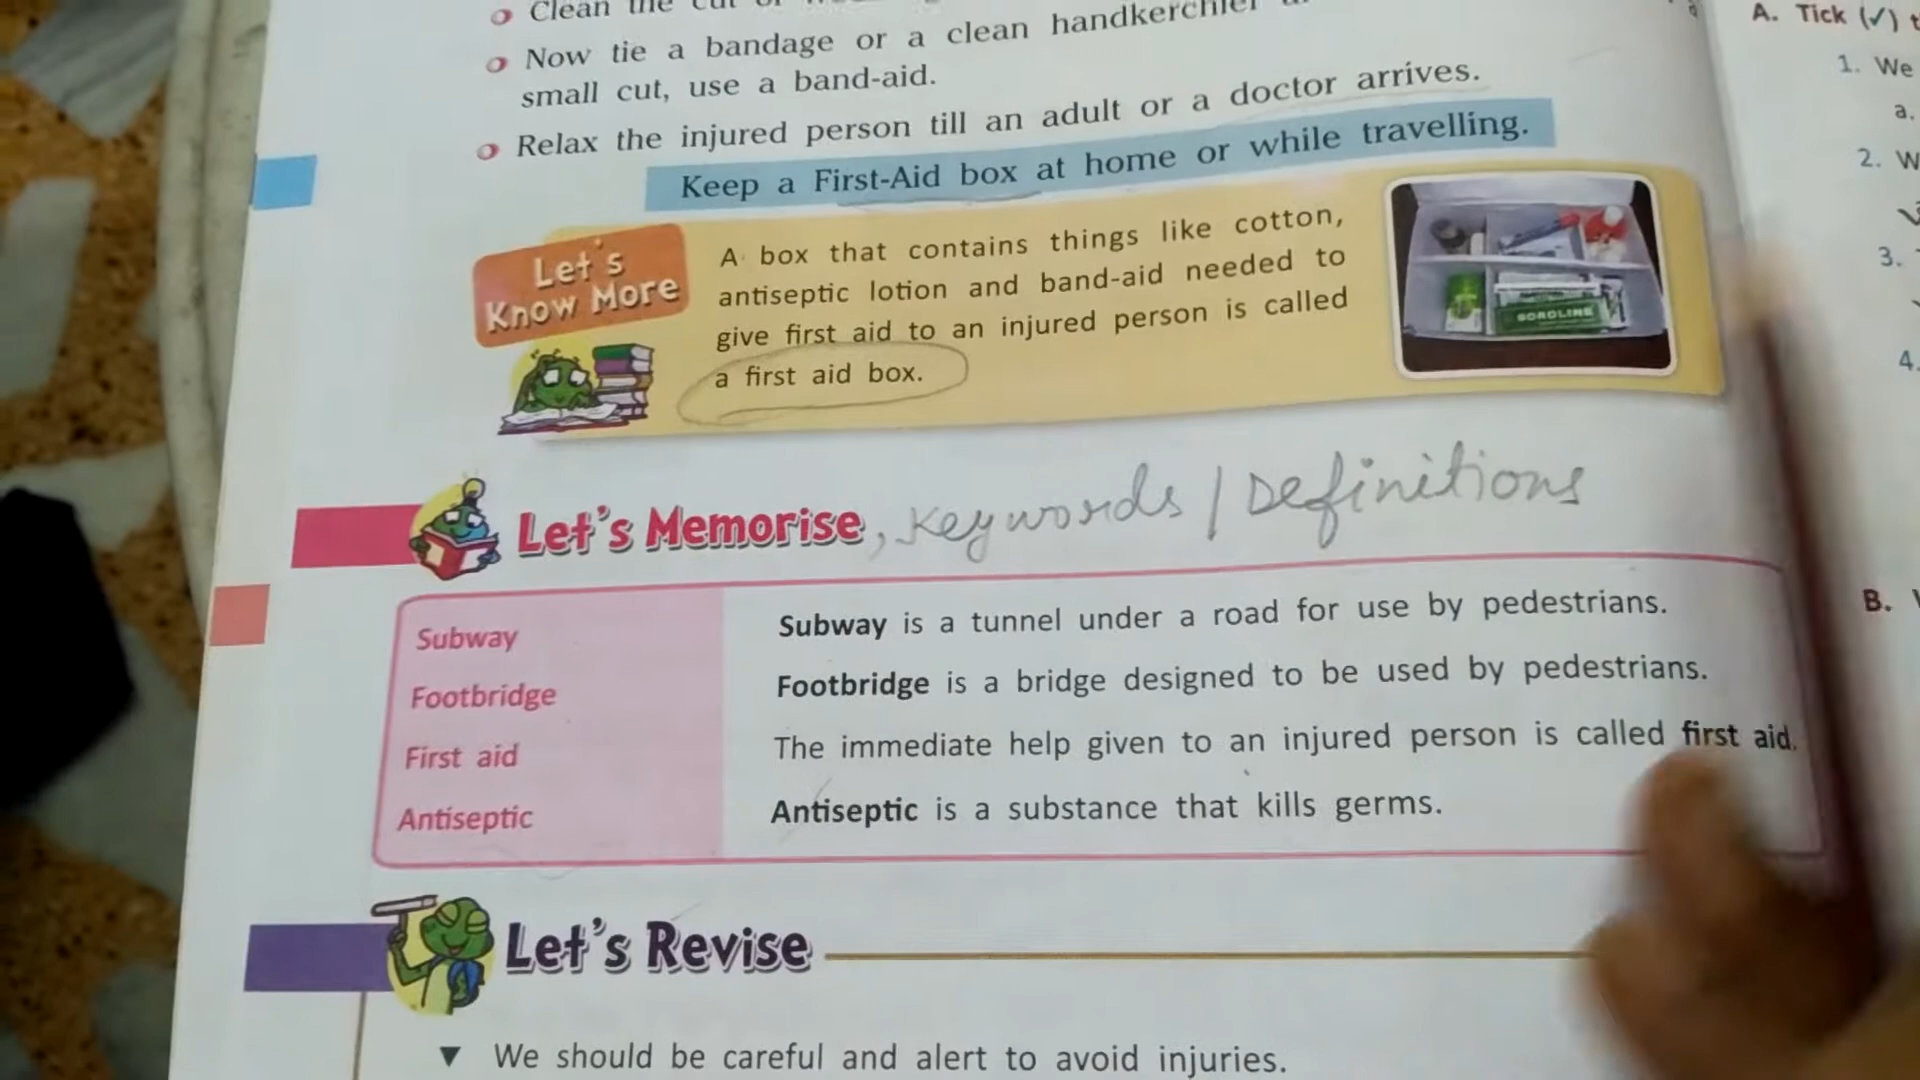 Clean the cut or
Now tie a bandage or a clean handkerchief
small cut, use a band-aid.
Relax the injured person till an adult or a doctor arrives.
Keep a First-Aid box at home or while travelling.
Let's
Know More
A box that contains things like cotton,
antiseptic lotion and band-aid needed to
give first aid to an injured person is called
a first aid box.
BOROLINE
Let's Memorise, Keywords / Definitions
Subway
Subway is a tunnel under a road for use by pedestrians.
Footbridge
Footbridge is a bridge designed to be used by pedestrians.
First aid
The immediate help given to an injured person is called first aid.
Antiseptic
Antiseptic is a substance that kills germs.
Let's Revise
▼ We should be careful and alert to avoid injuries.
A. Tick (✓)
1. We
a.
2. W
3.
4.
B.